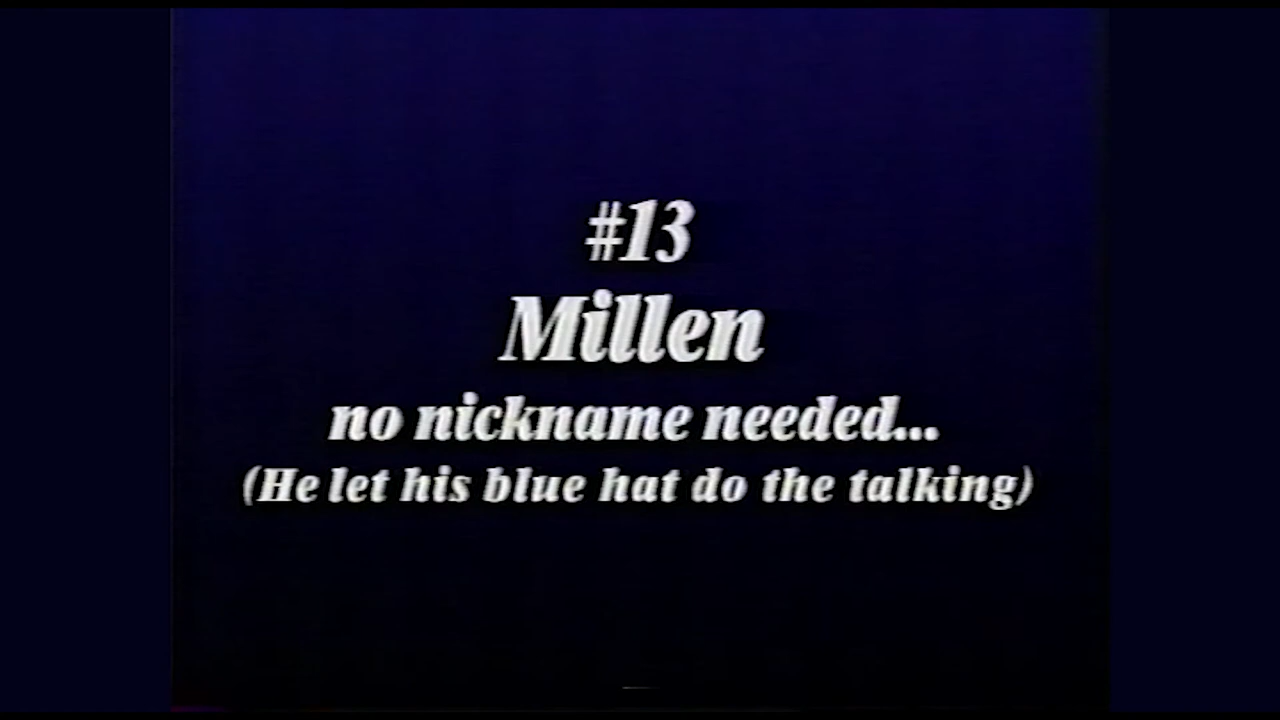 #13
Millen
no nickname needed...
(He let his blue hat do the talking)